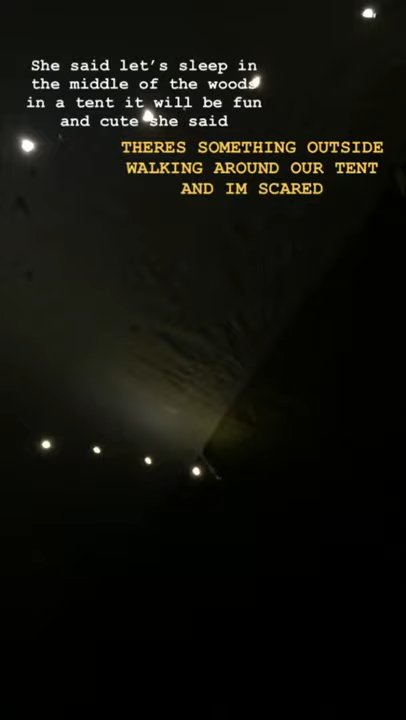 She said let's sleep in
the middle of the woods
in a tent it will be fun
and cute she said
THERES SOMETHING OUTSIDE
WALKING AROUND OUR TENT
AND IM SCARED